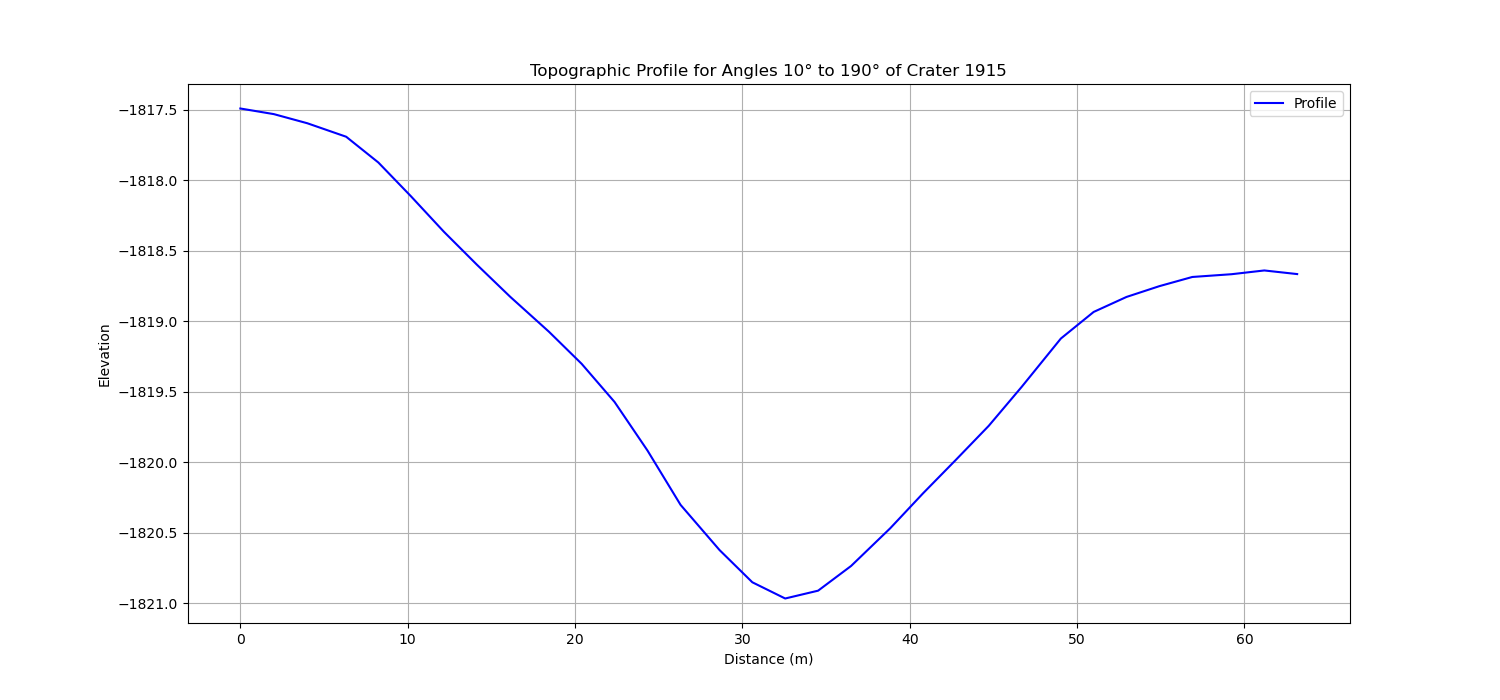 Topographic Profile for Angles 10° to 190° of Crater 1915
Profile
−1817.5
−1818.0
−1818.5
−1819.0
−1819.5
−1820.0
−1820.5
−1821.0
Elevation
0 10 20 30 40 50 60
Distance (m)